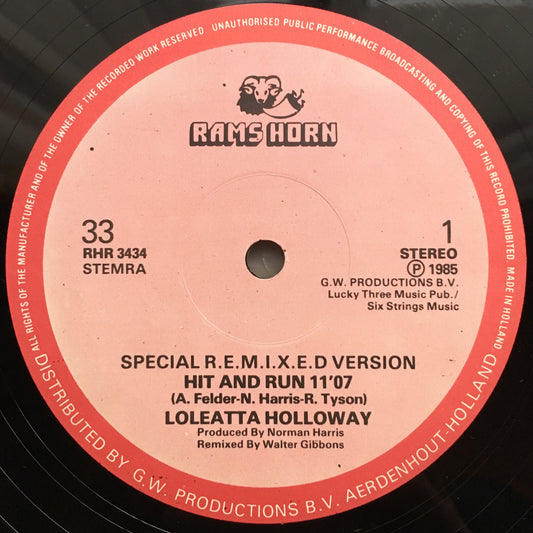 ALL RIGHTS OF THE MANUFACTURER AND OF THE OWNER OF THE RECORDED WORK RESERVED UNAUTHORISED PUBLIC PERFORMANCE BROADCASTING AND COPYING OF THIS RECORD PROHIBITED. MADE IN HOLLAND
RAMS HORN
33
RHR 3434
STEMRA
1
STEREO
Ⓟ 1985
G.W. PRODUCTIONS B.V.
Lucky Three Music Pub./
Six Strings Music
SPECIAL R.E.M.I.X.E.D VERSION
HIT AND RUN 11'07
(A. Felder-N. Harris-R. Tyson)
LOLEATTA HOLLOWAY
Produced By Norman Harris
Remixed By Walter Gibbons
DISTRIBUTED BY G.W. PRODUCTIONS B.V. AERDENHOUT-HOLLAND